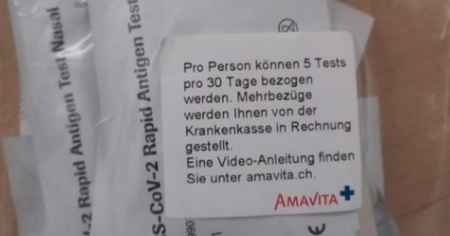 Pro Person können 5 Tests
pro 30 Tage bezogen
werden. Mehrbezüge
werden Ihnen von der
Krankenkasse in Rechnung
gestellt.
Eine Video-Anleitung finden
Sie unter amavita.ch.
AMAVITA
-2 Rapid Antigen Test Nasal
S-CoV-2 Rapid Antigen Test
CE